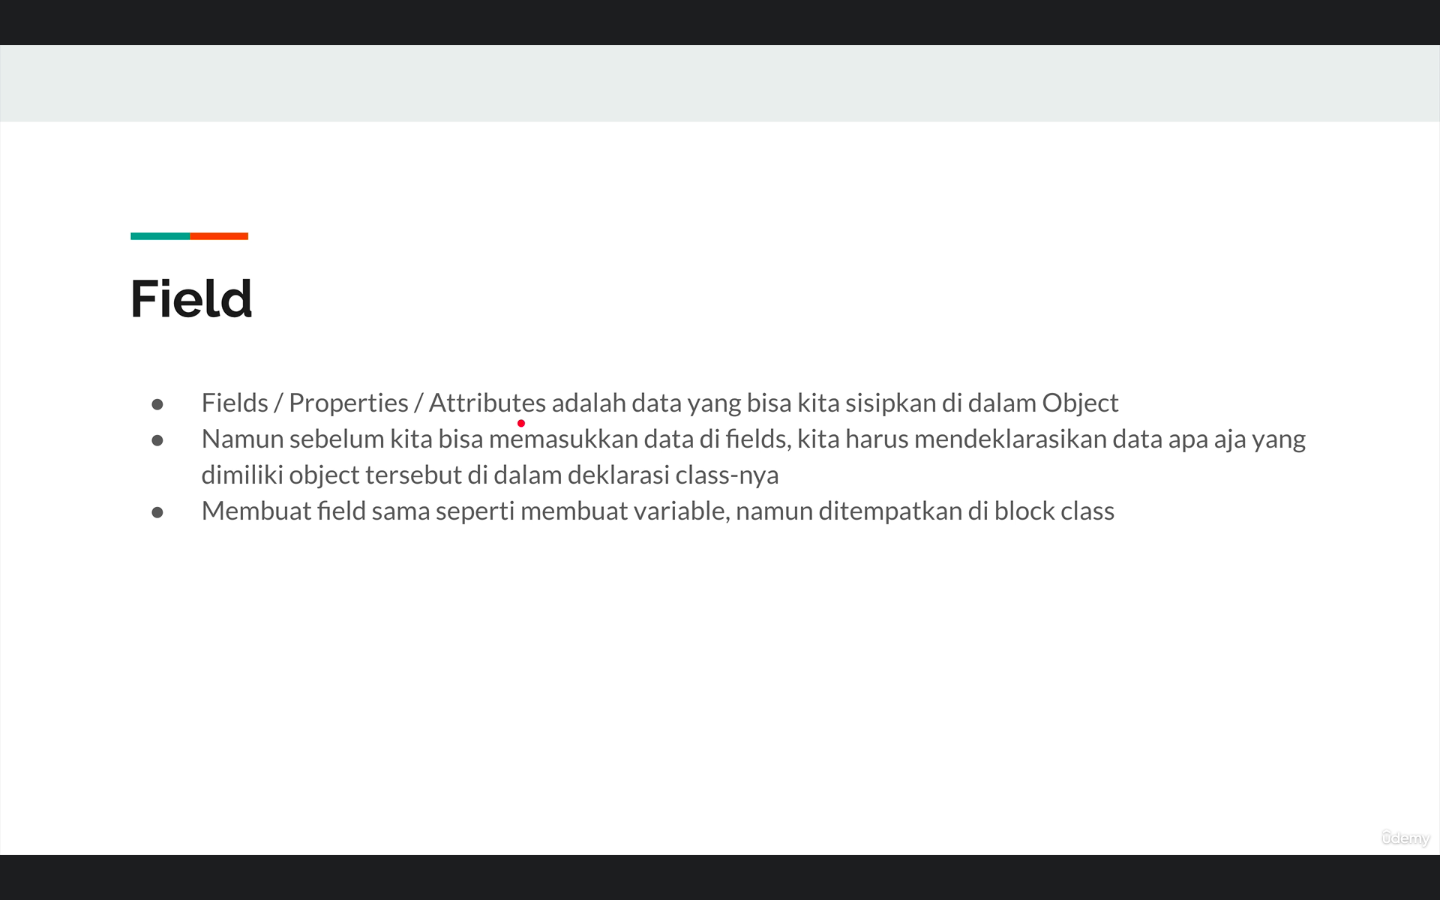 Field
● Fields / Properties / Attributes adalah data yang bisa kita sisipkan di dalam Object
● Namun sebelum kita bisa memasukkan data di fields, kita harus mendeklarasikan data apa aja yang
dimiliki object tersebut di dalam deklarasi class-nya
● Membuat field sama seperti membuat variable, namun ditempatkan di block class
ûdemy